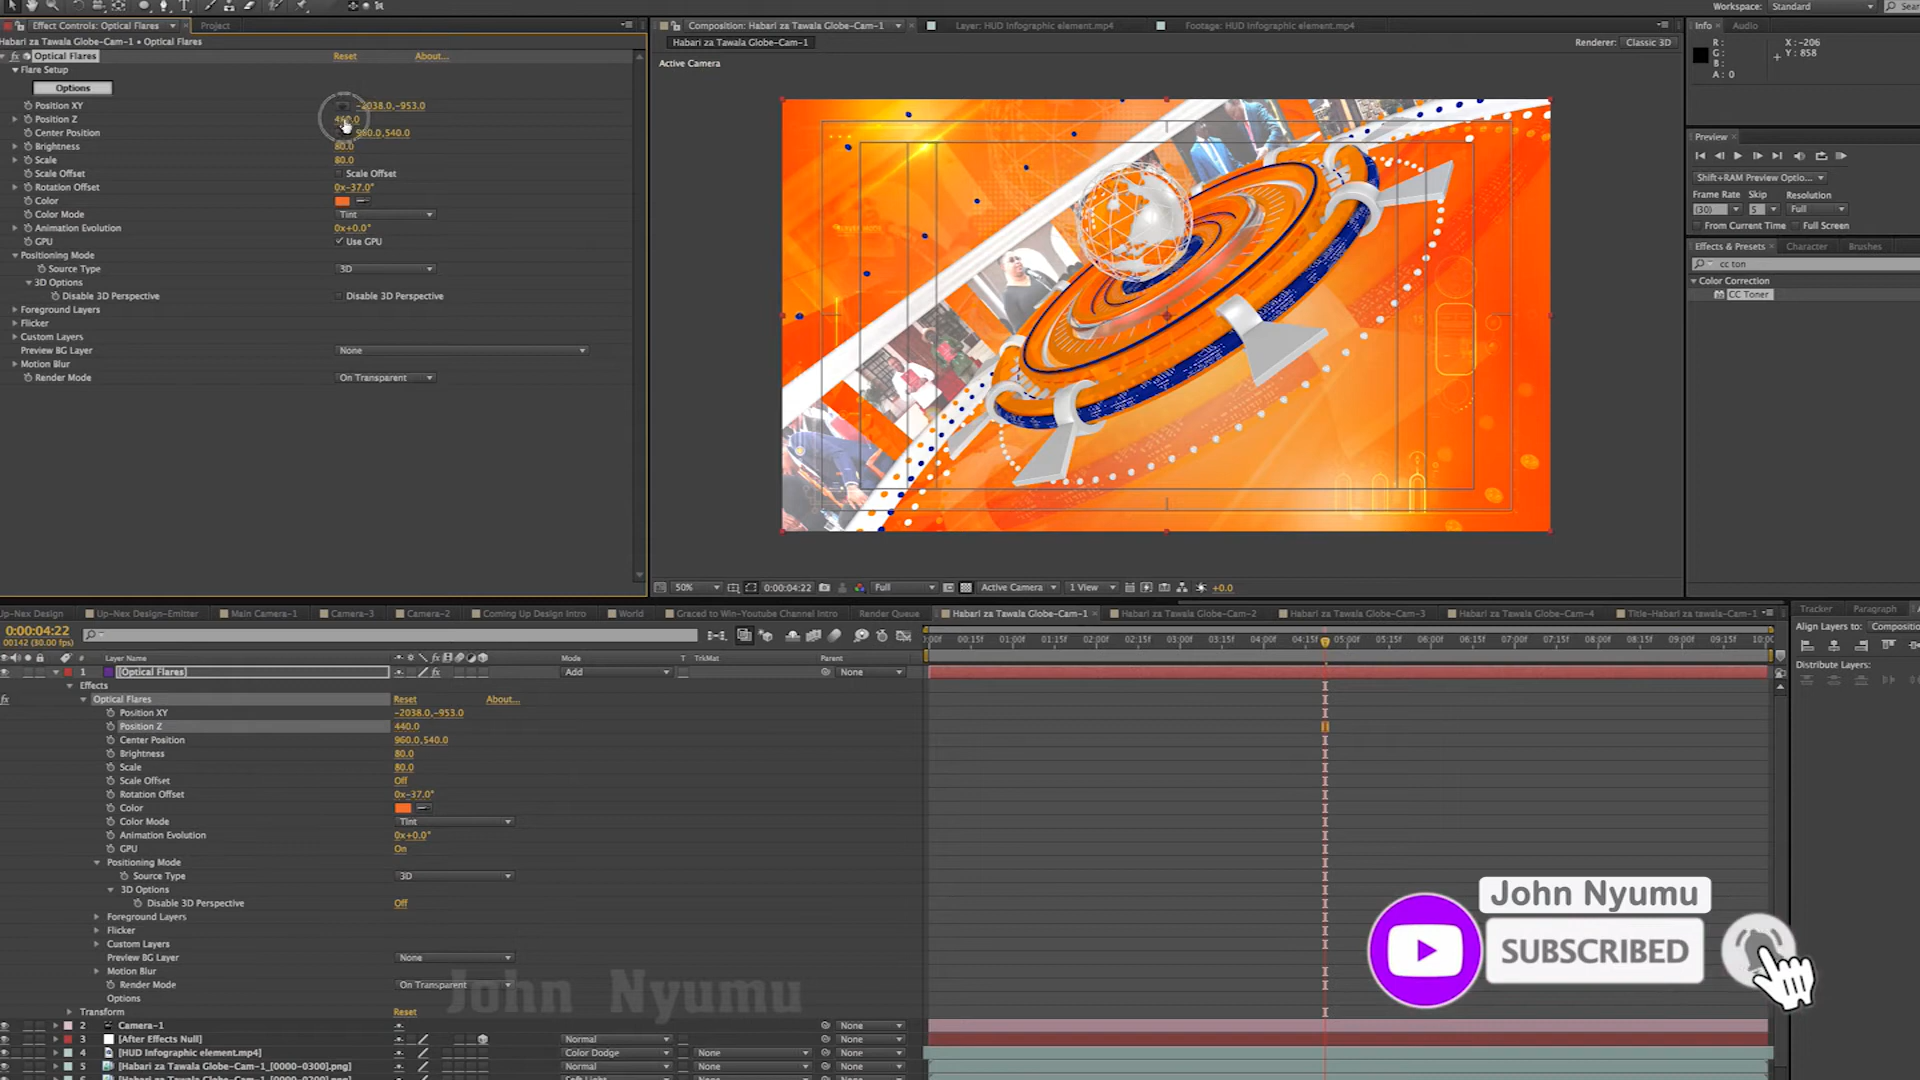 Workspace: Standard
Effect Controls: Optical Flares
Project
Habari za Tawala Globe-Cam-1 • Optical Flares
Optical Flares Reset About...
Flare Setup
Options
Position XY -2038.0,-953.0
Position Z
Center Position 960.0,540.0
Brightness 80.0
Scale 80.0
Scale Offset Scale Offset
Rotation Offset 0x-37.0°
Color
Color Mode Tint
Animation Evolution 0x+0.0°
GPU Use GPU
Positioning Mode
Source Type 3D
3D Options
Disable 3D Perspective Disable 3D Perspective
Foreground Layers
Flicker
Custom Layers
Preview BG Layer None
Motion Blur
Render Mode On Transparent
Composition: Habari za Tawala Globe-Cam-1
Layer: HUD Infographic element.mp4
Footage: HUD Infographic element.mp4
Habari za Tawala Globe-Cam-1
Renderer: Classic 3D
Active Camera
50% 0:00:04:22 Full Active Camera 1 View +0.0
Info Audio
R: X: -206
G: Y: 858
B:
A: 0
Preview
Shift+RAM Preview Optio...
Frame Rate Skip Resolution
(30) 5 Full
From Current Time Full Screen
Effects & Presets Character Brushes
cc ton
Color Correction
CC Toner
Up-Nex Design Up-Nex Design-Emitter Main Camera-1 Camera-3 Camera-2 Coming Up Design Intro World Graced to Win-Youtube Channel Intro Render Queue Habari za Tawala Globe-Cam-1 Habari za Tawala Globe-Cam-2 Habari za Tawala Globe-Cam-3 Habari za Tawala Globe-Cam-4 Title-Habari za tawala-Cam-1
Tracker Paragraph
0:00:04:22
00142 (30.00 fps)
:00f 00:15f 01:00f 01:15f 02:00f 02:15f 03:00f 03:15f 04:00f 04:15f 05:00f 05:15f 06:00f 06:15f 07:00f 07:15f 08:00f 08:15f 09:00f 09:15f 10:0
Align Layers to: Compositio
Distribute Layers:
# Layer Name Mode T TrkMat Parent
1 [Optical Flares] Add None
Effects
Optical Flares Reset About...
Position XY -2038.0,-953.0
Position Z 440.0
Center Position 960.0,540.0
Brightness 80.0
Scale 80.0
Scale Offset Off
Rotation Offset 0x-37.0°
Color
Color Mode Tint
Animation Evolution 0x+0.0°
GPU On
Positioning Mode
Source Type 3D
3D Options
Disable 3D Perspective Off
Foreground Layers
Flicker
Custom Layers
Preview BG Layer None
Motion Blur
Render Mode On Transparent
Options
Transform Reset
2 Camera-1 None
3 [After Effects Null] Normal None
4 [HUD Infographic element.mp4] Color Dodge None None
5 [Habari za Tawala Globe-Cam-1_[0000-0300].png] Normal None None
John Nyumu
John Nyumu
SUBSCRIBED